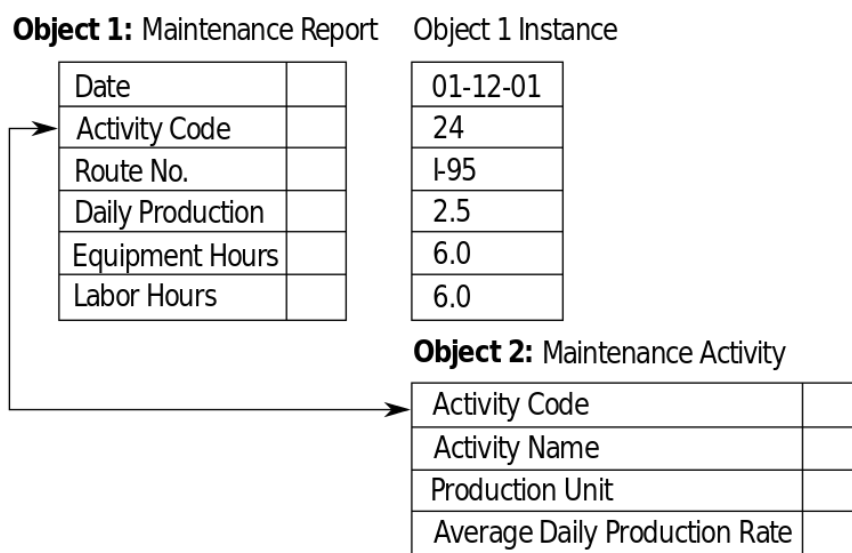 Object 1: Maintenance Report Object 1 Instance
Date 01-12-01
Activity Code 24
Route No. I-95
Daily Production 2.5
Equipment Hours 6.0
Labor Hours 6.0
Object 2: Maintenance Activity
Activity Code
Activity Name
Production Unit
Average Daily Production Rate